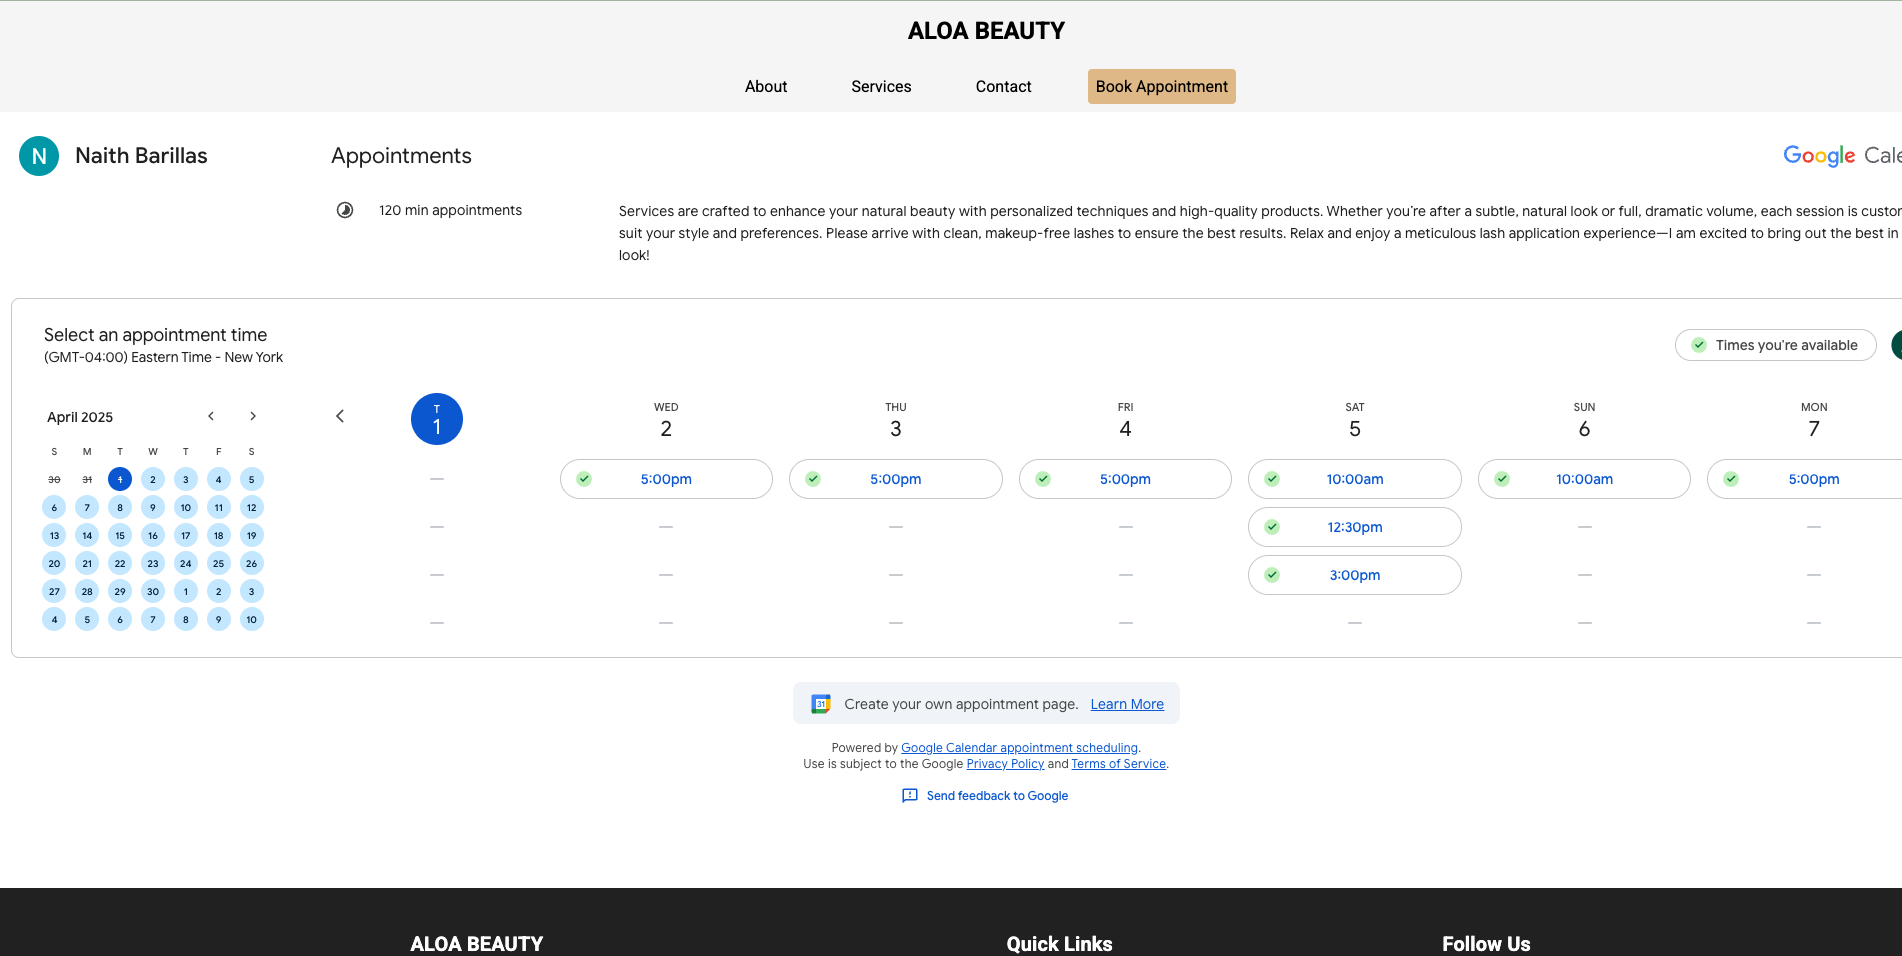 ALOA BEAUTY
About Services Contact Book Appointment
N Naith Barillas
Appointments
Google Cale
120 min appointments
Services are crafted to enhance your natural beauty with personalized techniques and high-quality products. Whether you're after a subtle, natural look or full, dramatic volume, each session is custor
suit your style and preferences. Please arrive with clean, makeup-free lashes to ensure the best results. Relax and enjoy a meticulous lash application experience—I am excited to bring out the best in
look!
Select an appointment time
(GMT-04:00) Eastern Time - New York
Times you're available
April 2025
S M T W T F S
30 31 1 2 3 4 5
6 7 8 9 10 11 12
13 14 15 16 17 18 19
20 21 22 23 24 25 26
27 28 29 30 1 2 3
4 5 6 7 8 9 10
T WED THU FRI SAT SUN MON
1 2 3 4 5 6 7
— 5:00pm 5:00pm 5:00pm 10:00am 10:00am 5:00pm
— — — — 12:30pm — —
— — — — 3:00pm — —
— — — — — — —
31 Create your own appointment page. Learn More
Powered by Google Calendar appointment scheduling.
Use is subject to the Google Privacy Policy and Terms of Service.
Send feedback to Google
ALOA BEAUTY Quick Links Follow Us